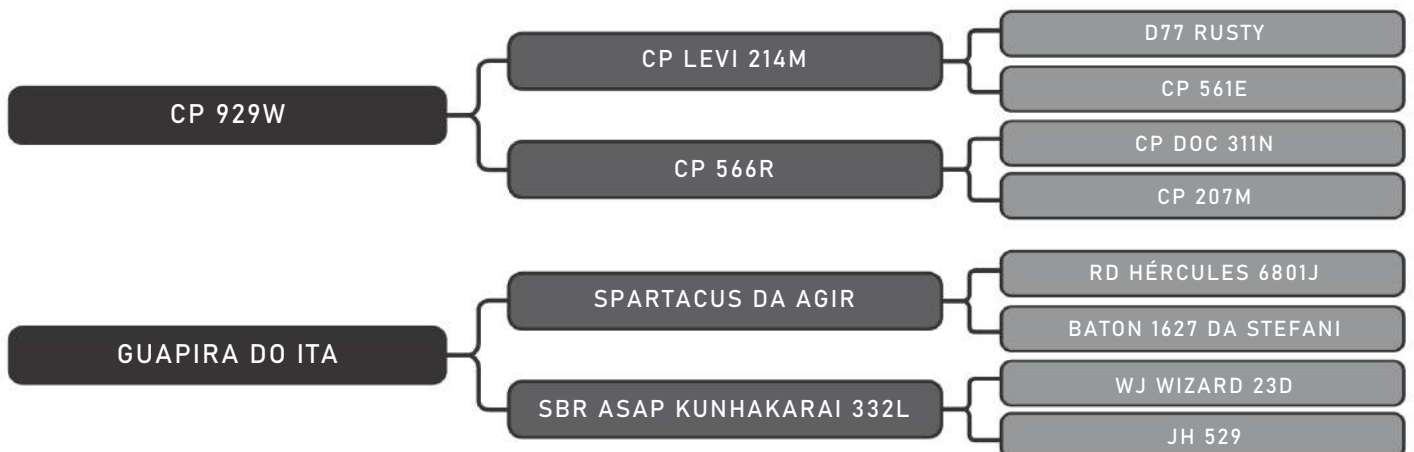 CP 929W
CP LEVI 214M
D77 RUSTY
CP 561E
CP 566R
CP DOC 311N
CP 207M
GUAPIRA DO ITA
SPARTACUS DA AGIR
RD HÉRCULES 6801J
BATON 1627 DA STEFANI
SBR ASAP KUNHAKARAI 332L
WJ WIZARD 23D
JH 529